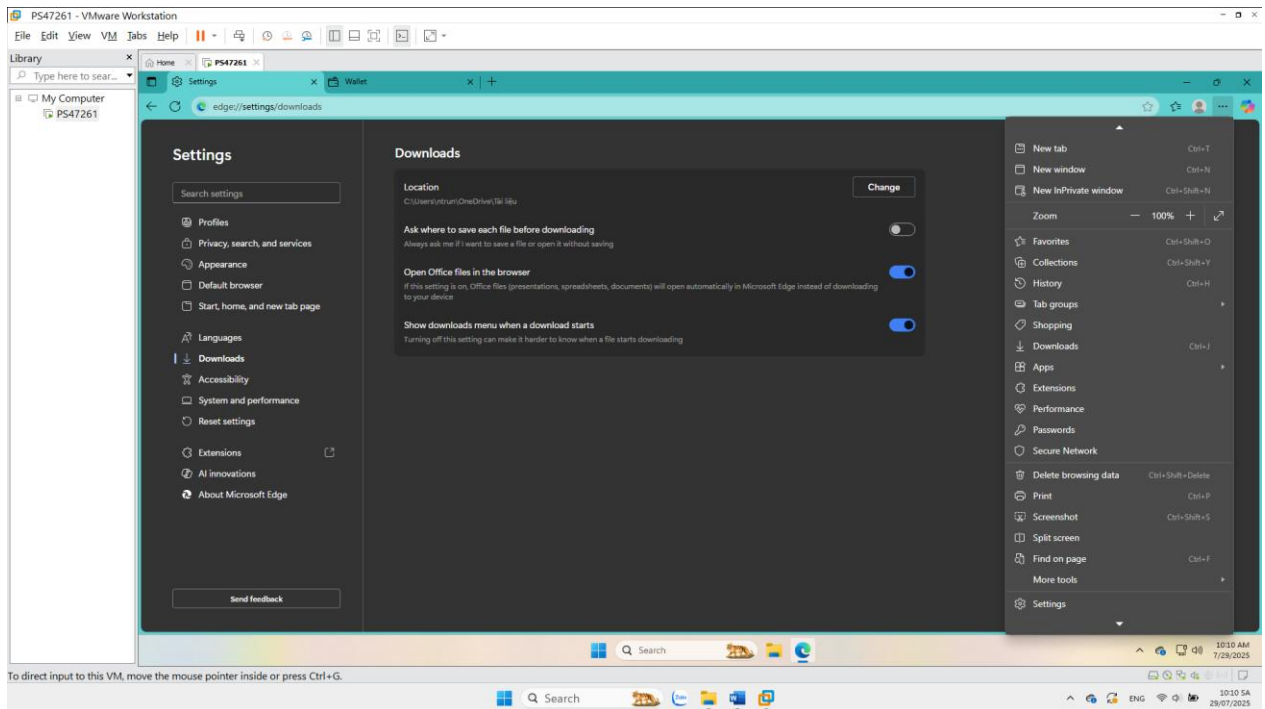 PS47261 - VMware Workstation
File Edit View VM Tabs Help
Library
Home
PS47261
Type here to sear...
My Computer
PS47261
Settings
Wallet
edge://settings/downloads
Settings
Search settings
Profiles
Privacy, search, and services
Appearance
Default browser
Start, home, and new tab page
Languages
Downloads
Accessibility
System and performance
Reset settings
Extensions
AI innovations
About Microsoft Edge
Send feedback
Downloads
Location
C:\Users\ntrun\OneDrive\Tài liệu
Change
Ask where to save each file before downloading
Always ask me if I want to save a file or open it without saving
Open Office files in the browser
If this setting is on, Office files (presentations, spreadsheets, documents) will open automatically in Microsoft Edge instead of downloading
to your device
Show downloads menu when a download starts
Turning off this setting can make it harder to know when a file starts downloading
New tab Ctrl+T
New window Ctrl+N
New InPrivate window Ctrl+Shift+N
Zoom 100%
Favorites Ctrl+Shift+O
Collections Ctrl+Shift+Y
History Ctrl+H
Tab groups
Shopping
Downloads Ctrl+J
Apps
Extensions
Performance
Passwords
Secure Network
Delete browsing data Ctrl+Shift+Delete
Print Ctrl+P
Screenshot Ctrl+Shift+S
Split screen
Find on page Ctrl+F
More tools
Settings
Search
10:10 AM
7/29/2025
To direct input to this VM, move the mouse pointer inside or press Ctrl+G.
Search
Zalo
ENG
10:10 SA
29/07/2025